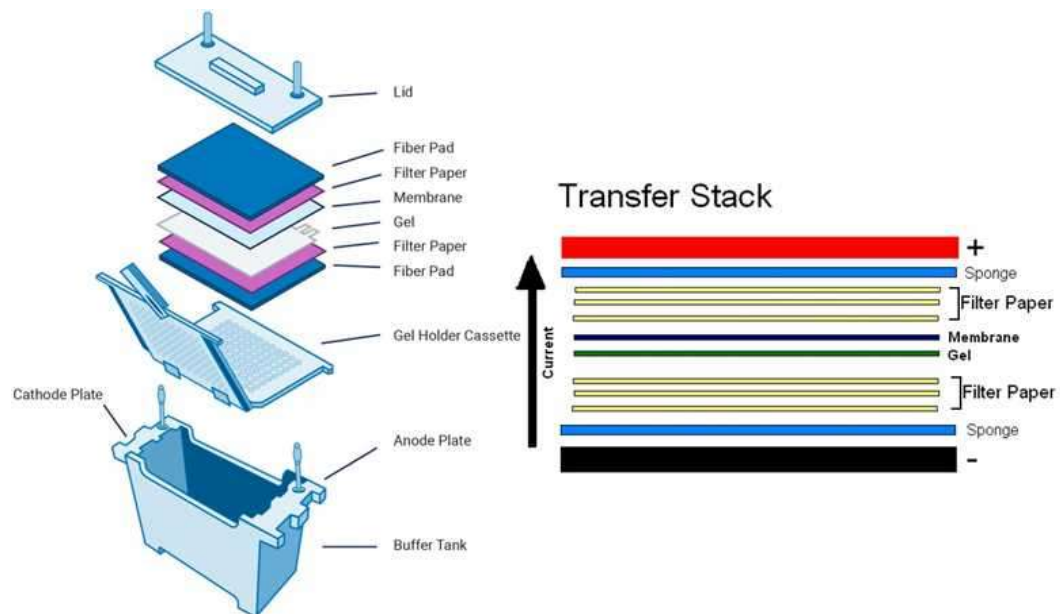 Lid
Fiber Pad
Filter Paper
Membrane
Gel
Filter Paper
Fiber Pad
Gel Holder Cassette
Cathode Plate
Anode Plate
Buffer Tank
Transfer Stack
+
Sponge
Filter Paper
Membrane
Gel
Current
Filter Paper
Sponge
-